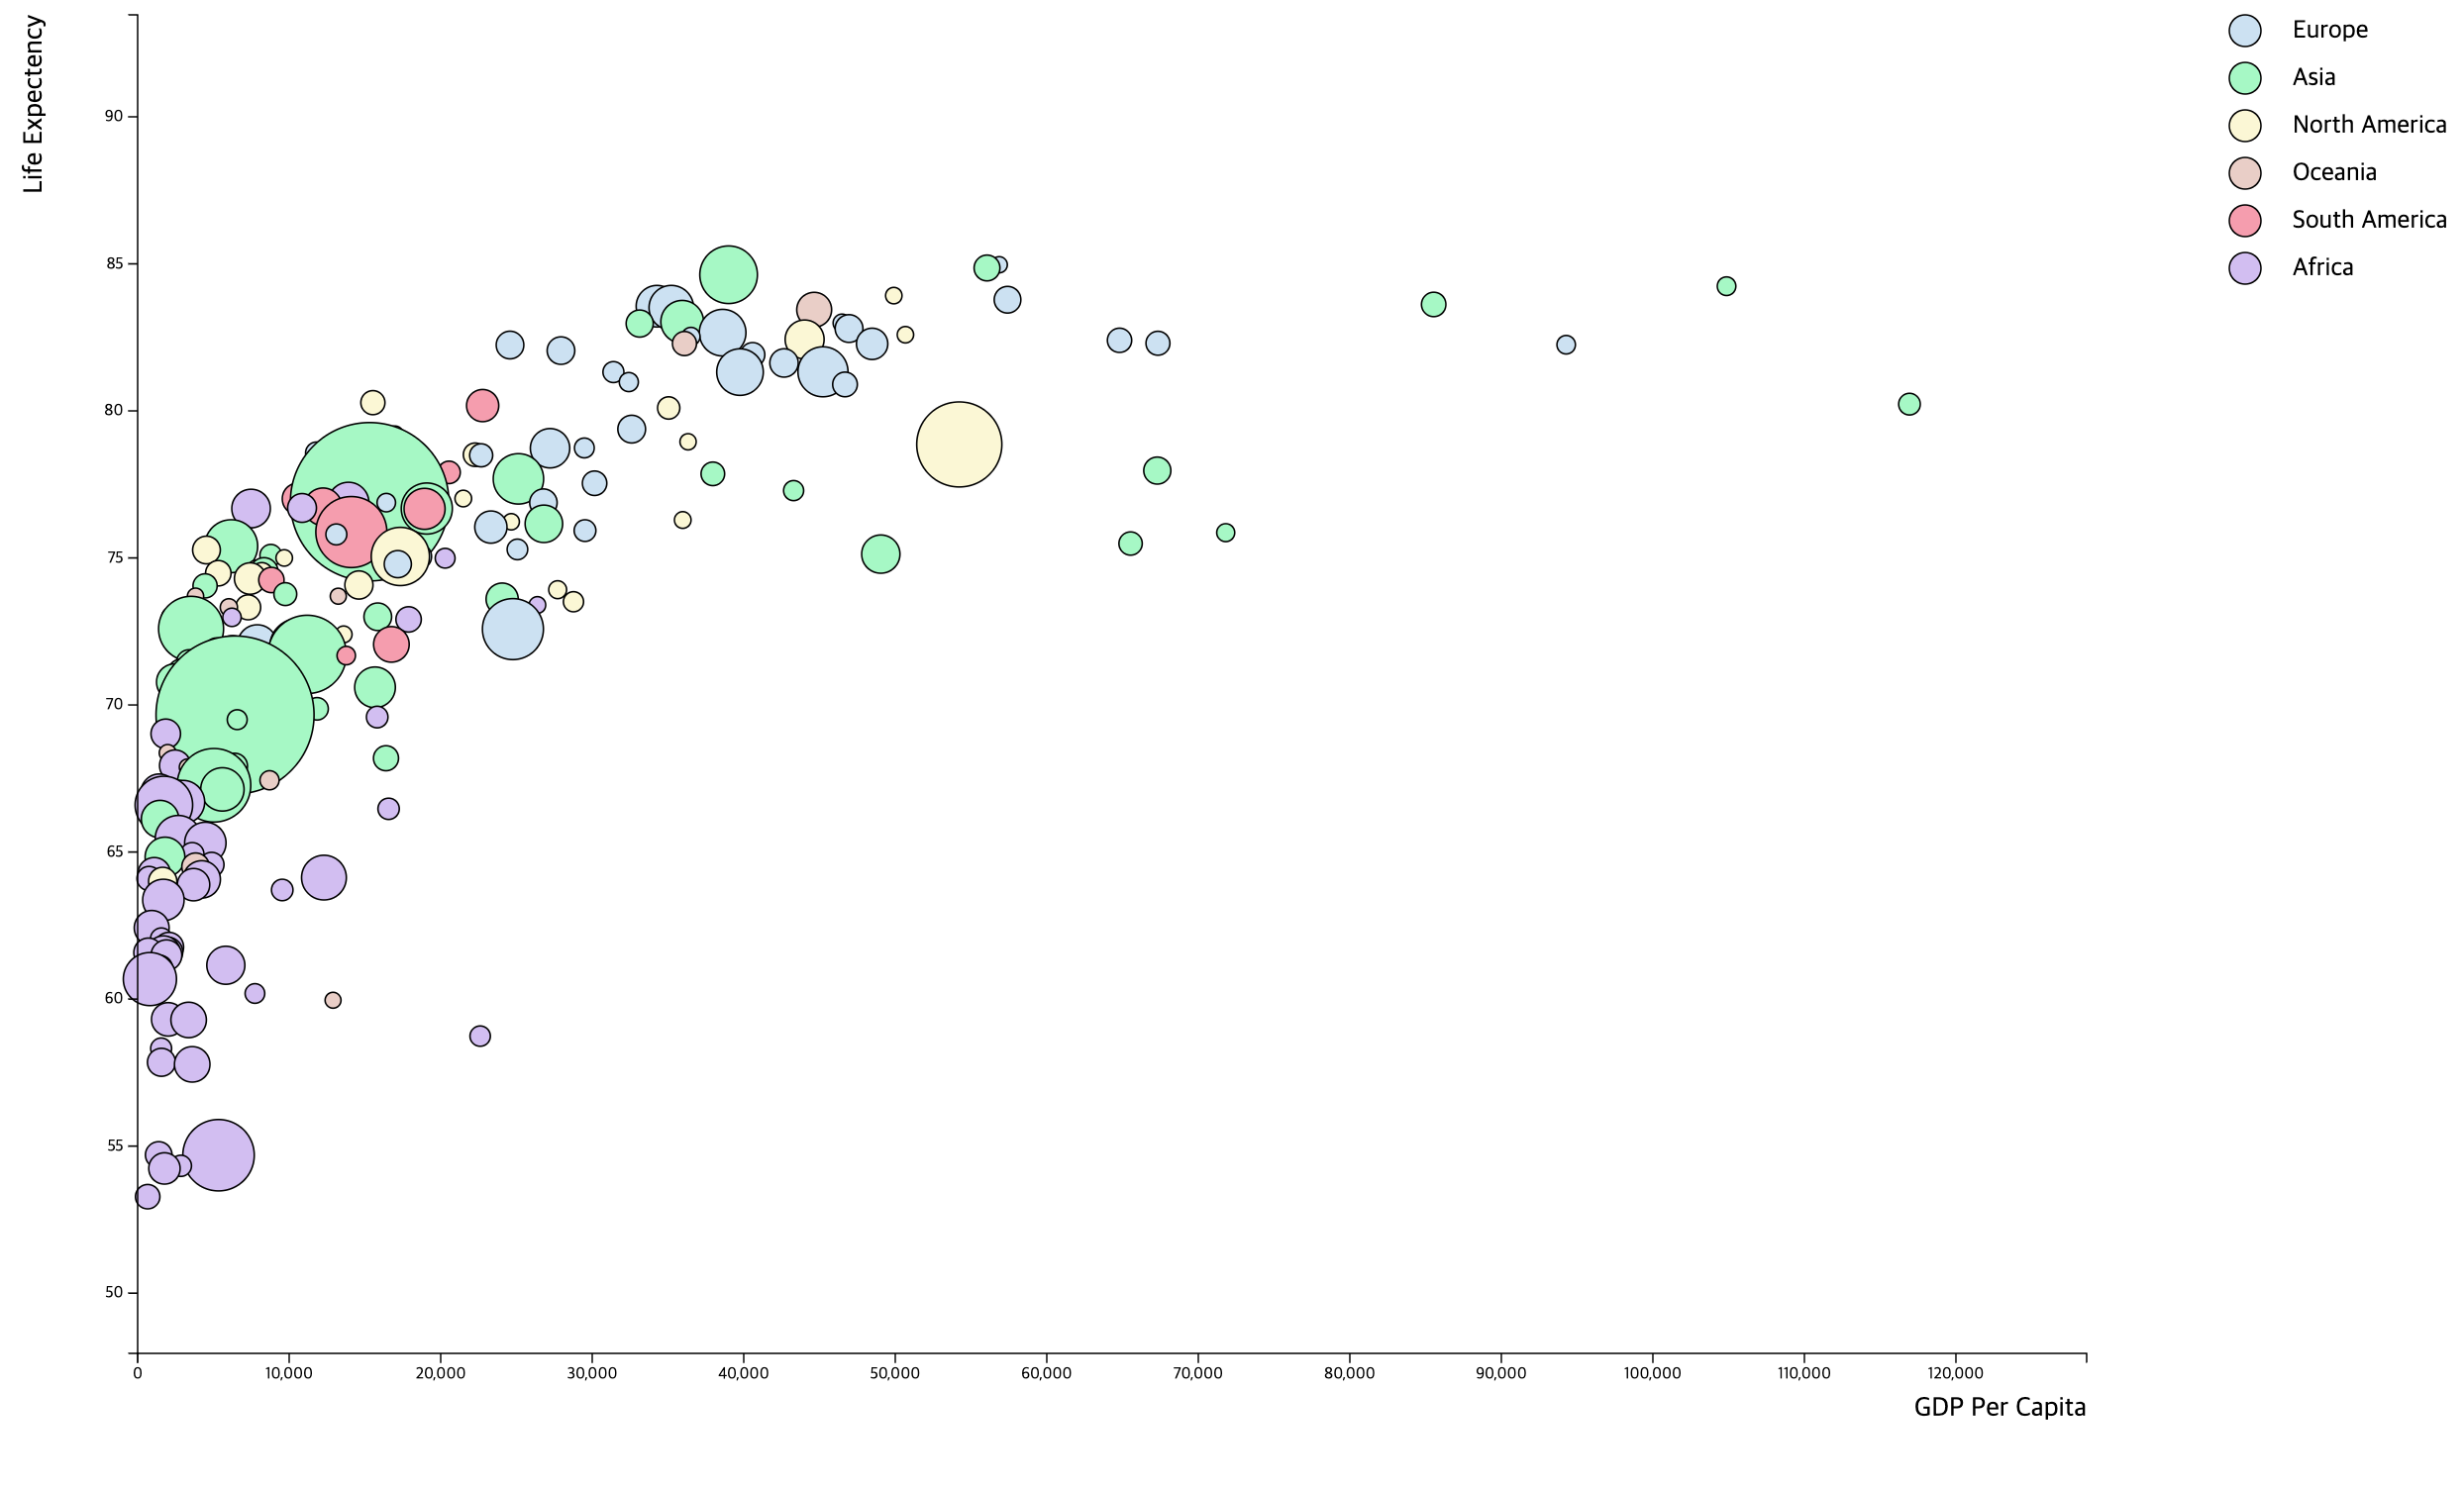 Life Expectency
90
85
80
75
70
65
60
55
50
0 10,000 20,000 30,000 40,000 50,000 60,000 70,000 80,000 90,000 100,000 110,000 120,000
GDP Per Capita
Europe
Asia
North America
Oceania
South America
Africa